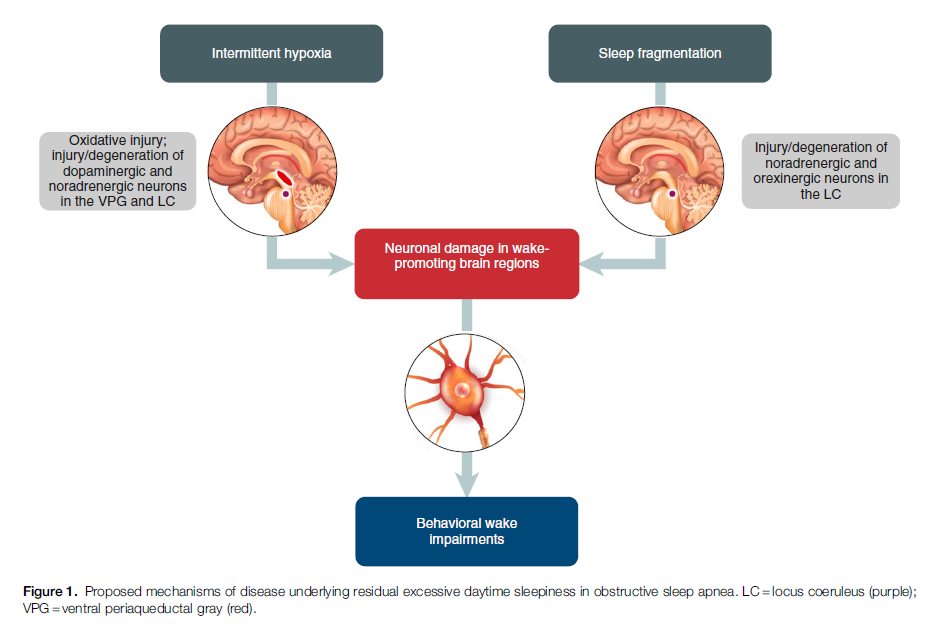 Intermittent hypoxia
Sleep fragmentation
Oxidative injury;
injury/degeneration of
dopaminergic and
noradrenergic neurons
in the VPG and LC
Injury/degeneration of
noradrenergic and
orexinergic neurons in
the LC
Neuronal damage in wake-
promoting brain regions
Behavioral wake
impairments
Figure 1. Proposed mechanisms of disease underlying residual excessive daytime sleepiness in obstructive sleep apnea. LC = locus coeruleus (purple);
VPG = ventral periaqueductal gray (red).